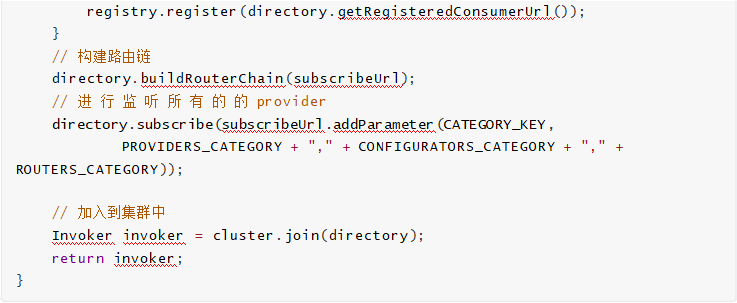 registry.register(directory.getRegisteredConsumerUrl());
}
// 构建路由链
directory.buildRouterChain(subscribeUrl);
// 进 行 监 听 所 有 的 的 provider
directory.subscribe(subscribeUrl.addParameter(CATEGORY_KEY,
PROVIDERS_CATEGORY + "," + CONFIGURATORS_CATEGORY + "," +
ROUTERS_CATEGORY));
// 加入到集群中
Invoker invoker = cluster.join(directory);
return invoker;
}